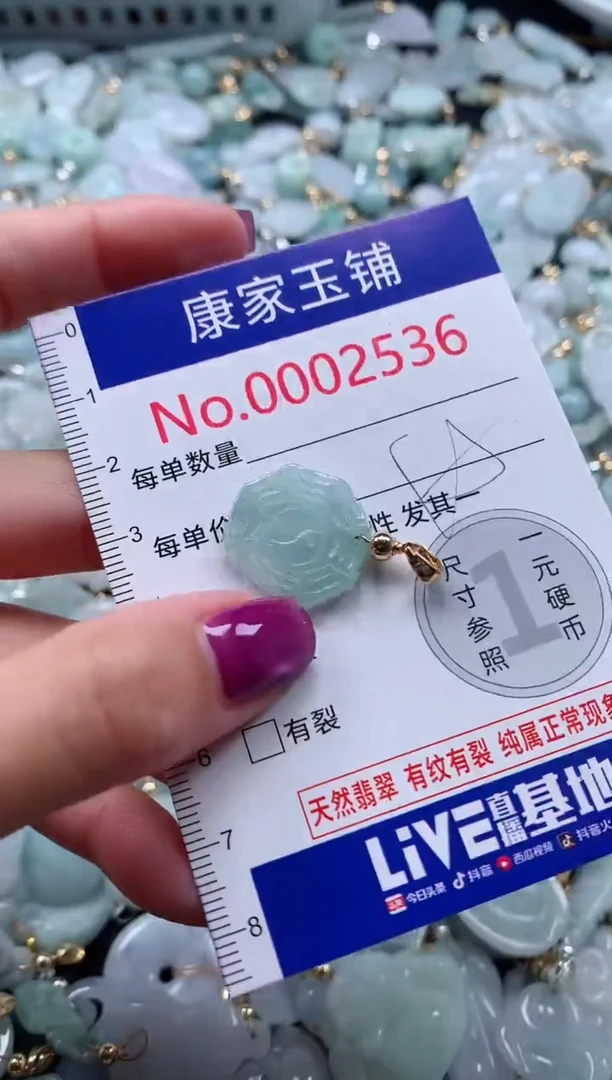 康家玉铺
No.0002536
0
1
2
3
6
7
8
每单数量
每单价
性 发其一
尺寸参照
1
一元硬币
有裂
天然翡翠 有纹有裂 纯属正常现象
LiVE直播基地
今日头条 抖音 西瓜视频 抖音火